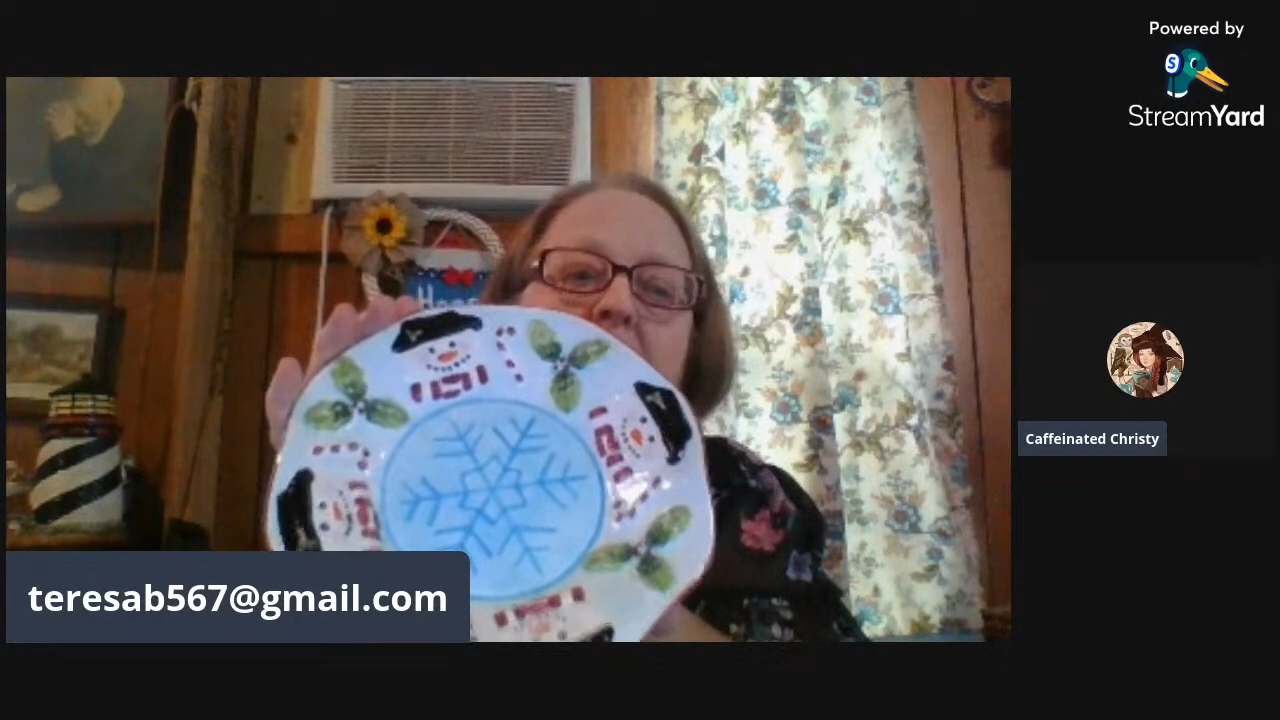 Powered by
StreamYard
teresab567@gmail.com
Caffeinated Christy